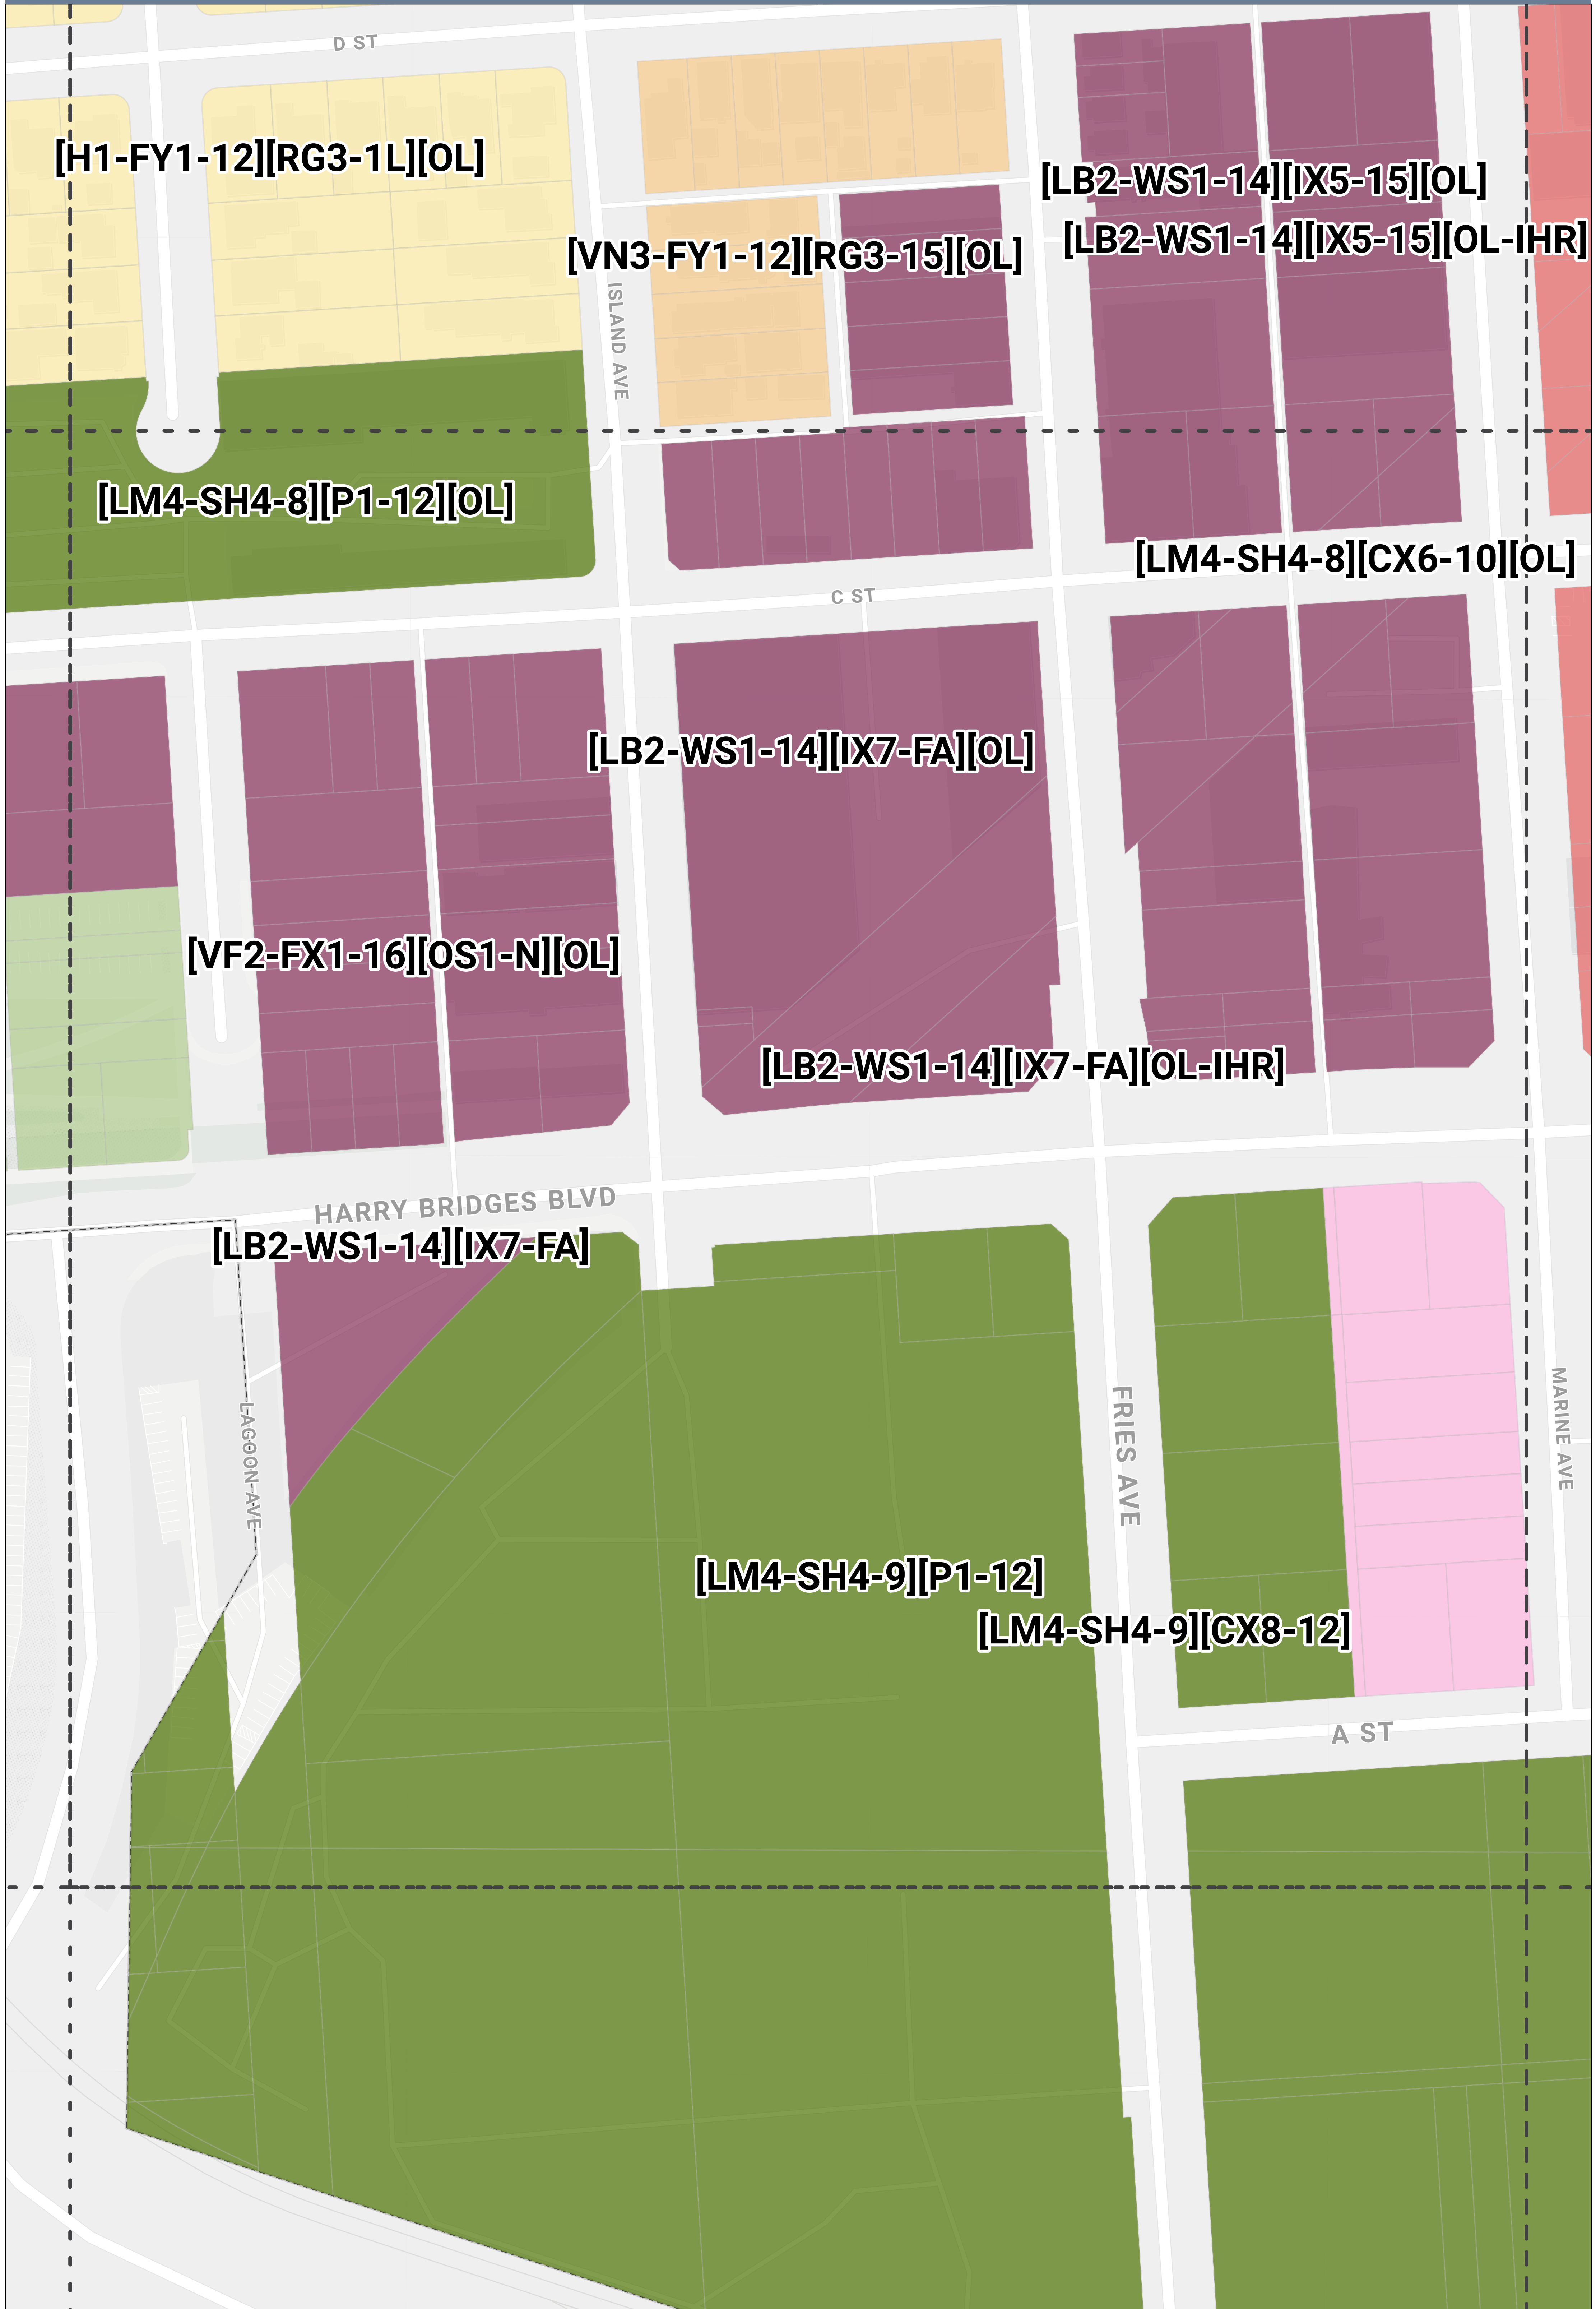 D ST
[H1-FY1-12][RG3-1L][OL]
[LB2-WS1-14][IX5-15][OL]
[LB2-WS1-14][IX5-15][OL-IHR]
[VN3-FY1-12][RG3-15][OL]
ISLAND AVE
[LM4-SH4-8][P1-12][OL]
[LM4-SH4-8][CX6-10][OL]
C ST
[LB2-WS1-14][IX7-FA][OL]
[VF2-FX1-16][OS1-N][OL]
[LB2-WS1-14][IX7-FA][OL-IHR]
HARRY BRIDGES BLVD
[LB2-WS1-14][IX7-FA]
LAGOON AVE
FRIES AVE
MARINE AVE
[LM4-SH4-9][P1-12]
[LM4-SH4-9][CX8-12]
A ST